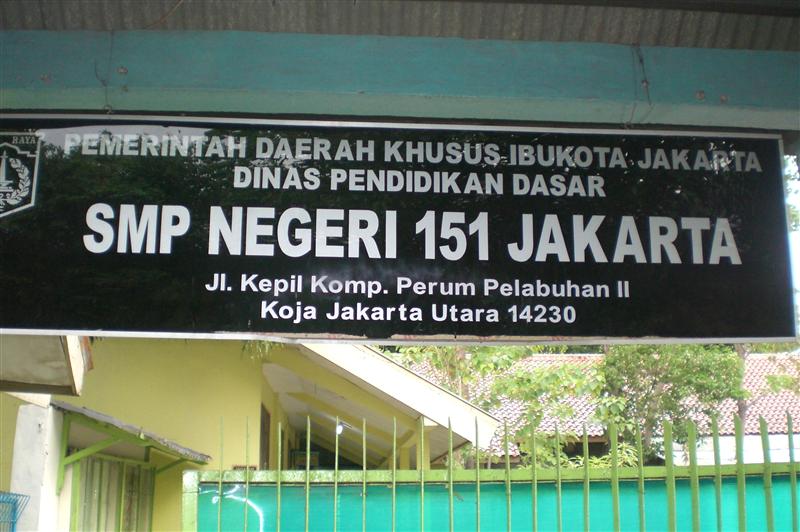 RAYA
PEMERINTAH DAERAH KHUSUS IBUKOTA JAKARTA
DINAS PENDIDIKAN DASAR
SMP NEGERI 151 JAKARTA
Jl. Kepil Komp. Perum Pelabuhan II
Koja Jakarta Utara 14230